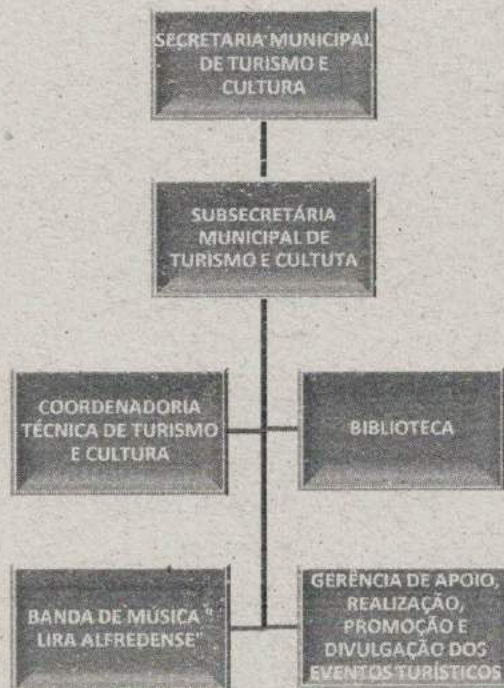 SECRETARIA MUNICIPAL
DE TURISMO E
CULTURA
SUBSECRETÁRIA
MUNICIPAL DE
TURISMO E CULTUTA
COORDENADORIA
TÉCNICA DE TURISMO
E CULTURA
BIBLIOTECA
BANDA DE MÚSICA "
LIRA ALFREDENSE"
GERÊNCIA DE APOIO,
REALIZAÇÃO,
PROMOÇÃO E
DIVULGAÇÃO DOS
EVENTOS TURÍSTICOS